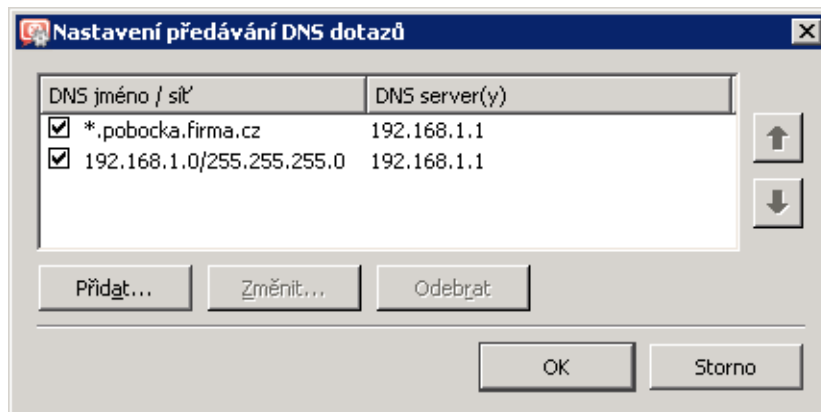 Nastavení předávání DNS dotazů
DNS jméno / síť DNS server(y)
*.pobocka.firma.cz 192.168.1.1
192.168.1.0/255.255.255.0 192.168.1.1
Přidat... Změnit... Odebrat
OK Storno